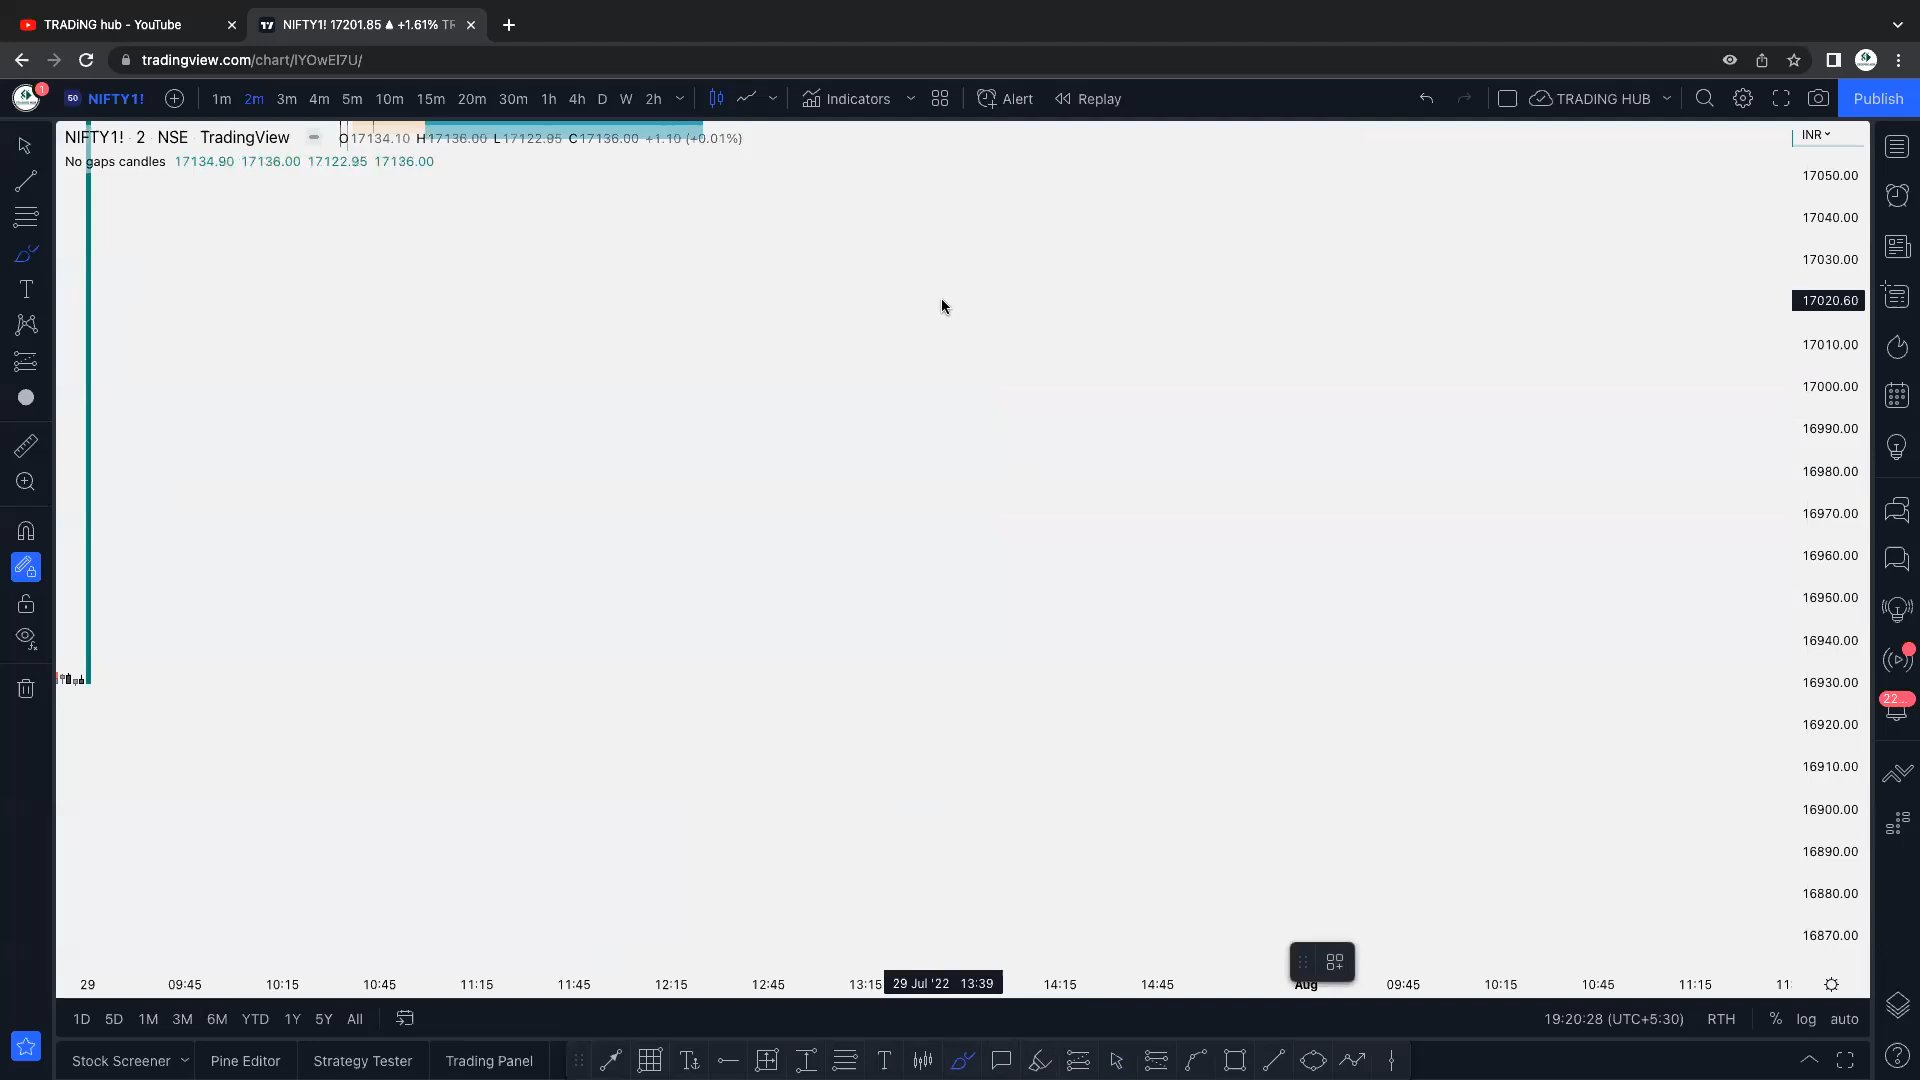 TRADiNG hub - YouTube
NIFTY1! 17201.85 ▲ +1.61% TR
tradingview.com/chart/lYOwEl7U/
1
50 NIFTY1! 1m 2m 3m 4m 5m 10m 15m 20m 30m 1h 4h D W 2h Indicators Alert Replay TRADING HUB Publish
NIFTY1! · 2 · NSE · TradingView O17134.10 H17136.00 L17122.95 C17136.00 +1.10 (+0.01%)
INR
No gaps candles 17134.90 17136.00 17122.95 17136.00
17050.00
17040.00
17030.00
17020.60
17010.00
17000.00
16990.00
16980.00
16970.00
16960.00
16950.00
16940.00
16930.00
16920.00
16910.00
16900.00
16890.00
16880.00
16870.00
22...
29 09:45 10:15 10:45 11:15 11:45 12:15 12:45 13:15 29 Jul '22 13:39 14:15 14:45 Aug 09:45 10:15 10:45 11:15 11:
1D 5D 1M 3M 6M YTD 1Y 5Y All 19:20:28 (UTC+5:30) RTH % log auto
Stock Screener Pine Editor Strategy Tester Trading Panel